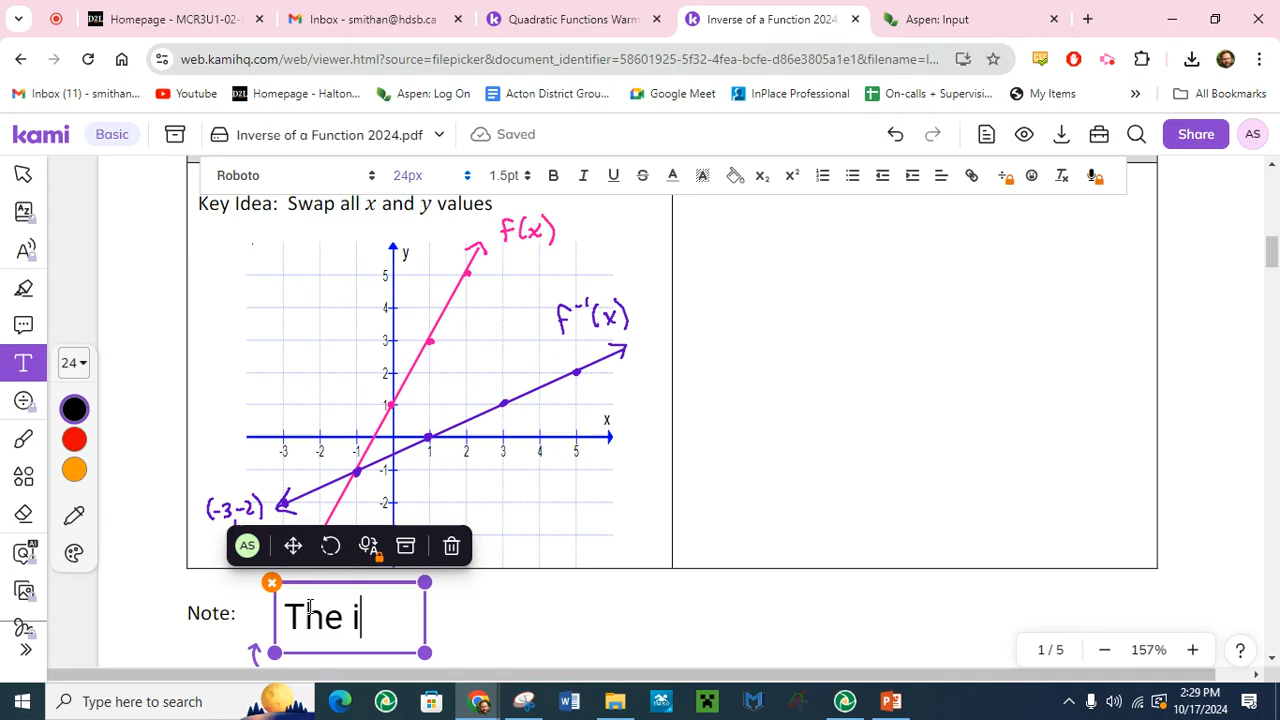 Homepage - MCR3U1-02-
Inbox - smithan@hdsb.ca
Quadratic Functions Warm
Inverse of a Function 2024
Aspen: Input
web.kamihq.com/web/viewer.html?source=filepicker&document_identifier=58601925-5f32-4fea-bcfe-d86e3805a1e1&filename=I...
Inbox (11) - smithan...
Youtube
Homepage - Halton...
Aspen: Log On
Acton District Grou...
Google Meet
InPlace Professional
On-calls + Supervisio...
My Items
All Bookmarks
kami
Basic
Inverse of a Function 2024.pdf
Saved
Share
AS
Roboto
24px
1.5pt
Key Idea: Swap all x and y values
f(x)
y
5
4
3
2
1
f⁻¹(x)
x
-3 -2 -1 1 2 3 4 5
-1
-2
(-3,-2)
24
AS
Note:
The i
1 / 5
157%
Type here to search
2:29 PM
10/17/2024